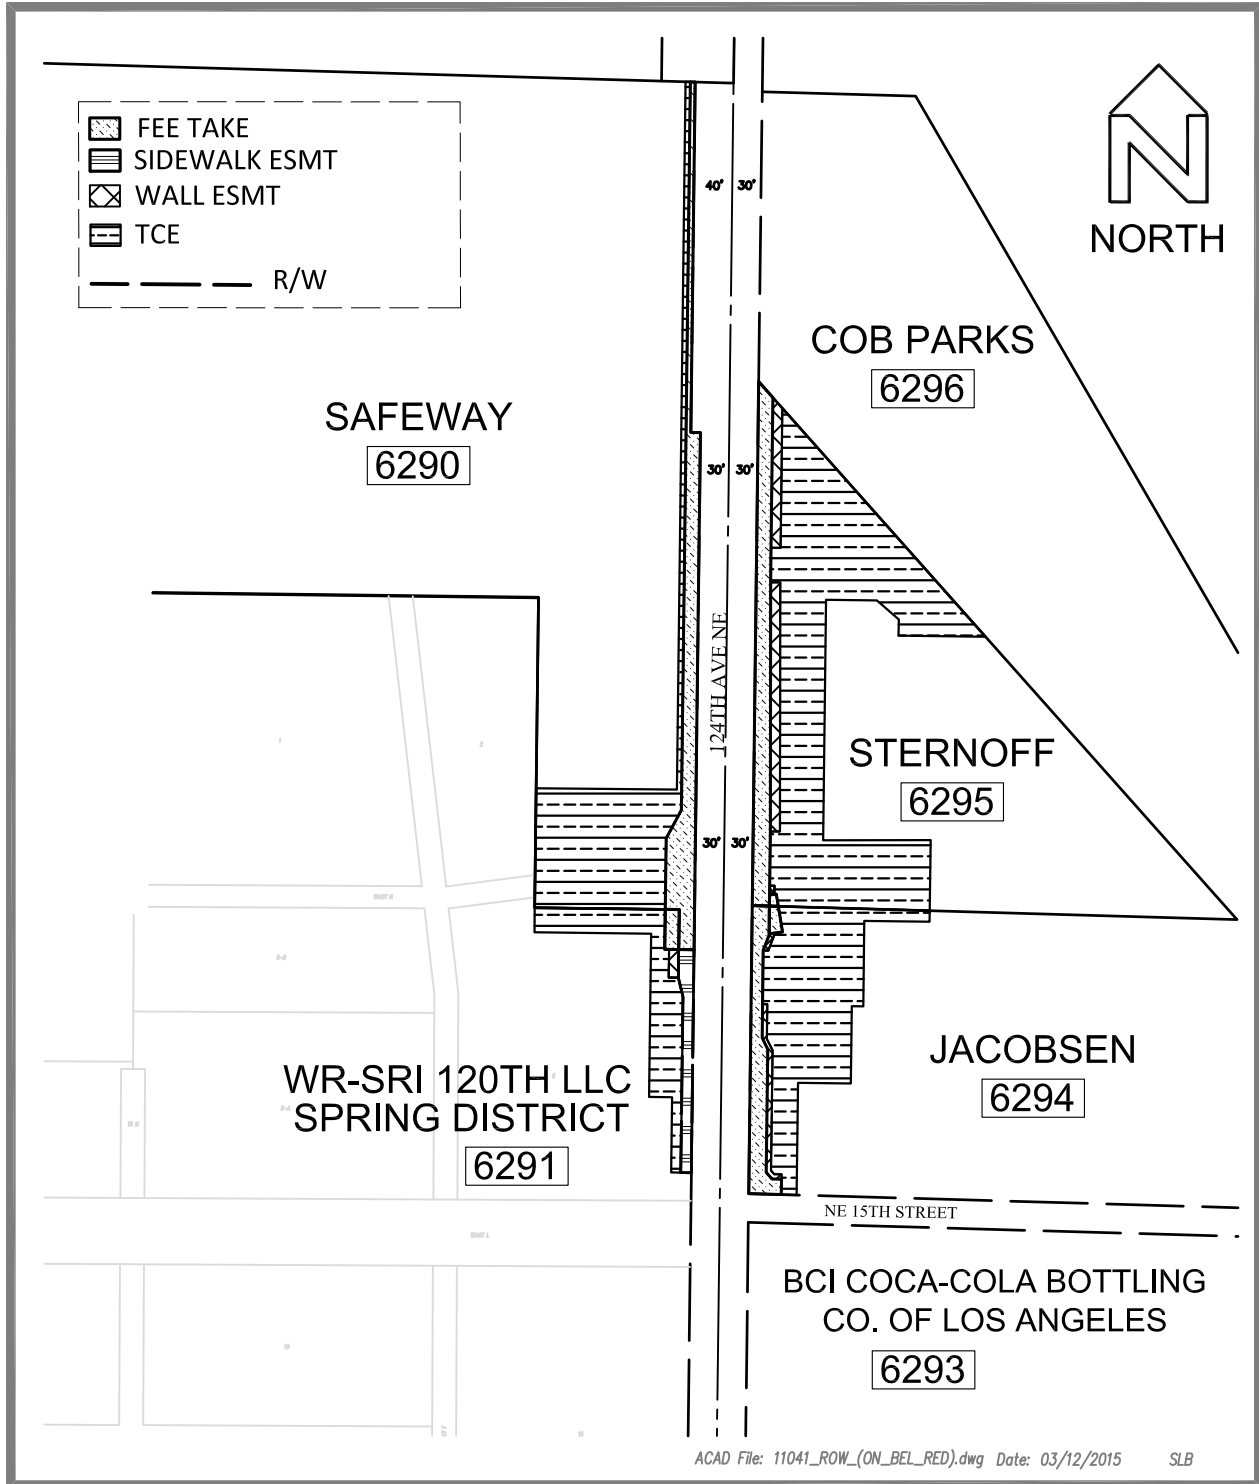 FEE TAKE
SIDEWALK ESMT
WALL ESMT
TCE
R/W
NORTH
40' 30'
COB PARKS
6296
SAFEWAY
6290
30' 30'
124TH AVE NE
STERNOFF
6295
30' 30'
JACOBSEN
6294
WR-SRI 120TH LLC
SPRING DISTRICT
6291
NE 15TH STREET
BCI COCA-COLA BOTTLING
CO. OF LOS ANGELES
6293
ACAD File: 11041_ROW_(ON_BEL_RED).dwg Date: 03/12/2015 SLB